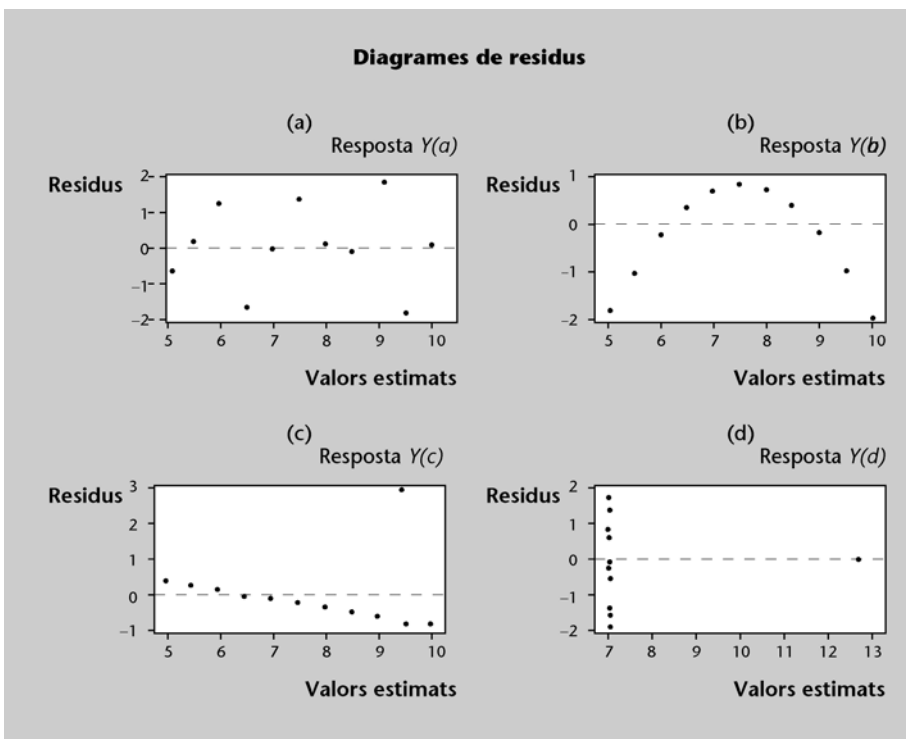 Diagrames de residus
(a)
Resposta Y(a)
Residus
2
1
0
–1
–2
5 6 7 8 9 10
Valors estimats
(b)
Resposta Y(b)
Residus
1
0
–1
–2
5 6 7 8 9 10
Valors estimats
(c)
Resposta Y(c)
Residus
3
2
1
0
–1
5 6 7 8 9 10
Valors estimats
(d)
Resposta Y(d)
Residus
2
1
0
–1
–2
7 8 9 10 11 12 13
Valors estimats